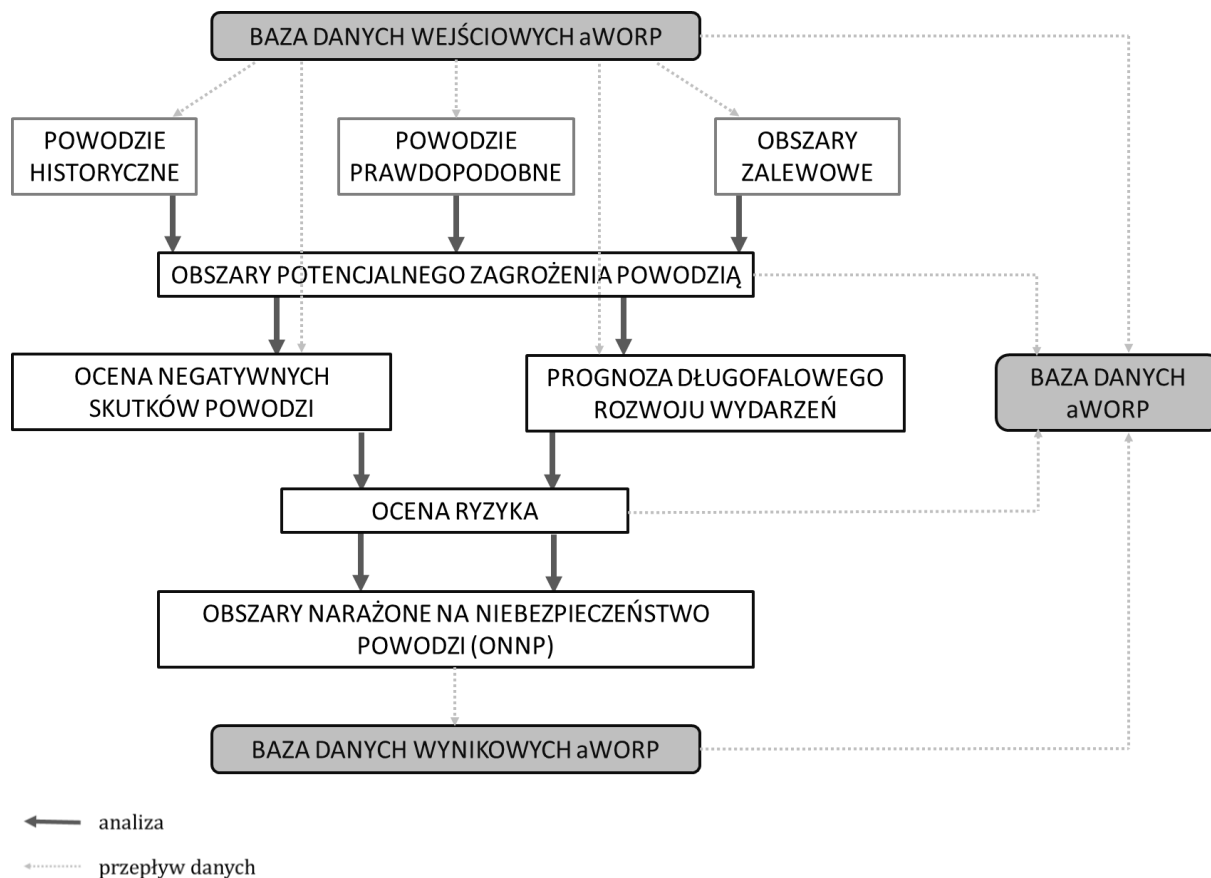 BAZA DANYCH WEJŚCIOWYCH aWORP
POWODZIE
HISTORYCZNE
POWODZIE
PRAWDOPODOBNE
OBSZARY
ZALEWOWE
OBSZARY POTENCJALNEGO ZAGROŻENIA POWODZIĄ
OCENA NEGATYWNYCH
SKUTKÓW POWODZI
PROGNOZA DŁUGOFALOWEGO
ROZWOJU WYDARZEŃ
BAZA DANYCH
aWORP
OCENA RYZYKA
OBSZARY NARAŻONE NA NIEBEZPIECZEŃSTWO
POWODZI (ONNP)
BAZA DANYCH WYNIKOWYCH aWORP
analiza
przepływ danych